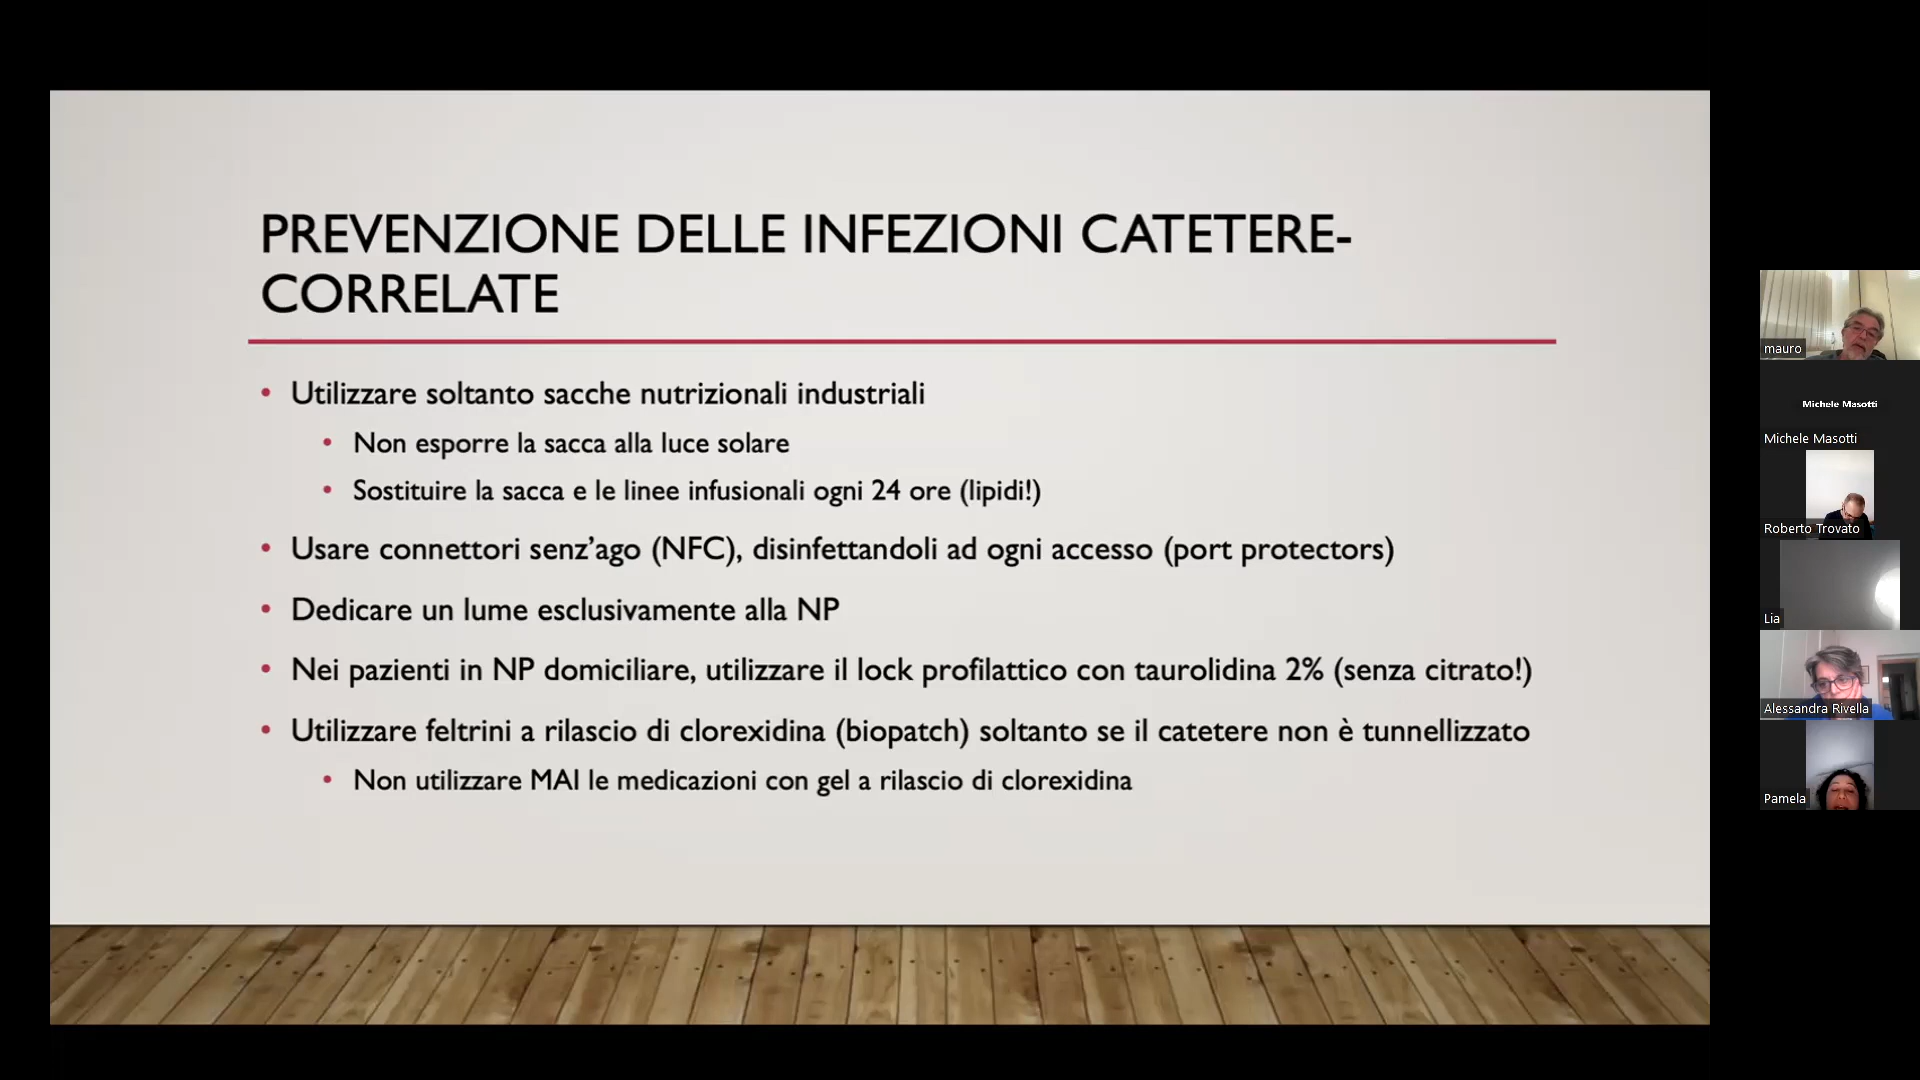 PREVENZIONE DELLE INFEZIONI CATETERE-
CORRELATE
• Utilizzare soltanto sacche nutrizionali industriali
• Non esporre la sacca alla luce solare
• Sostituire la sacca e le linee infusionali ogni 24 ore (lipidi!)
• Usare connettori senz’ago (NFC), disinfettandoli ad ogni accesso (port protectors)
• Dedicare un lume esclusivamente alla NP
• Nei pazienti in NP domiciliare, utilizzare il lock profilattico con taurolidina 2% (senza citrato!)
• Utilizzare feltrini a rilascio di clorexidina (biopatch) soltanto se il catetere non è tunnellizzato
• Non utilizzare MAI le medicazioni con gel a rilascio di clorexidina
mauro
Michele Masotti
Michele Masotti
Roberto Trovato
Lia
Alessandra Rivella
Pamela